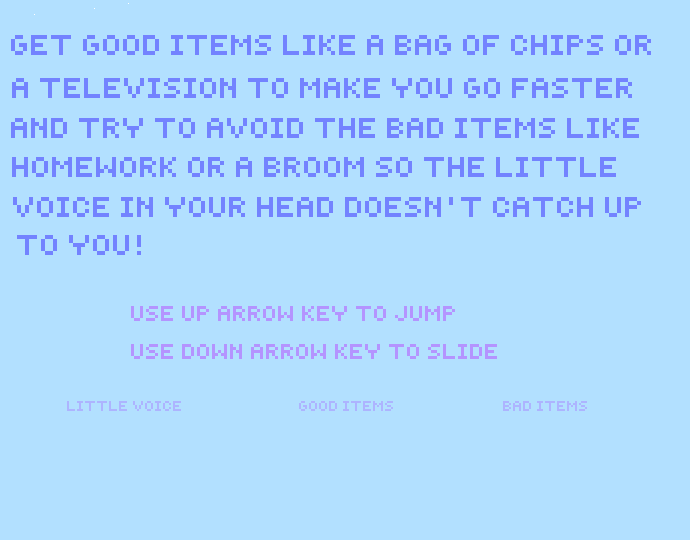 GET GOOD ITEMS LIKE A BAG OF CHIPS OR
A TELEVISION TO MAKE YOU GO FASTER
AND TRY TO AVOID THE BAD ITEMS LIKE
HOMEWORK OR A BROOM SO THE LITTLE
VOICE IN YOUR HEAD DOESN'T CATCH UP
TO YOU!
USE UP ARROW KEY TO JUMP
USE DOWN ARROW KEY TO SLIDE
LITTLE VOICE GOOD ITEMS BAD ITEMS